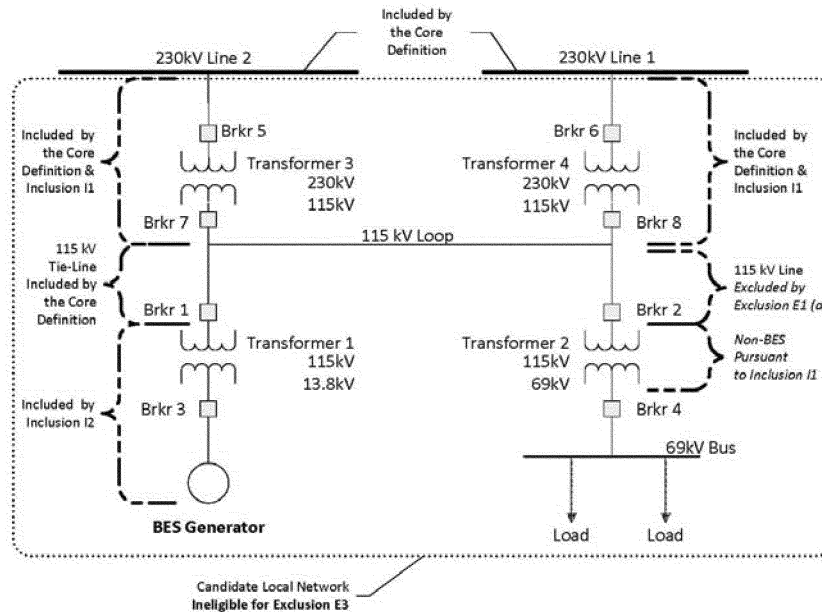 Included by
the Core
Definition
230kV Line 2
230kV Line 1
Included by
the Core
Definition &
Inclusion I1
Brkr 5
Transformer 3
230kV
115kV
Brkr 7
Brkr 6
Transformer 4
230kV
115kV
Brkr 8
Included by
the Core
Definition &
Inclusion I1
115 kV Loop
115 kV
Tie-Line
Included by
the Core
Definition
Brkr 1
Transformer 1
115kV
13.8kV
Brkr 3
Brkr 2
Transformer 2
115kV
69kV
Brkr 4
115 kV Line
Excluded by
Exclusion E1 (a
Non-BES
Pursuant
to Inclusion I1
Included by
Inclusion I2
BES Generator
69kV Bus
Load
Load
Candidate Local Network
Ineligible for Exclusion E3